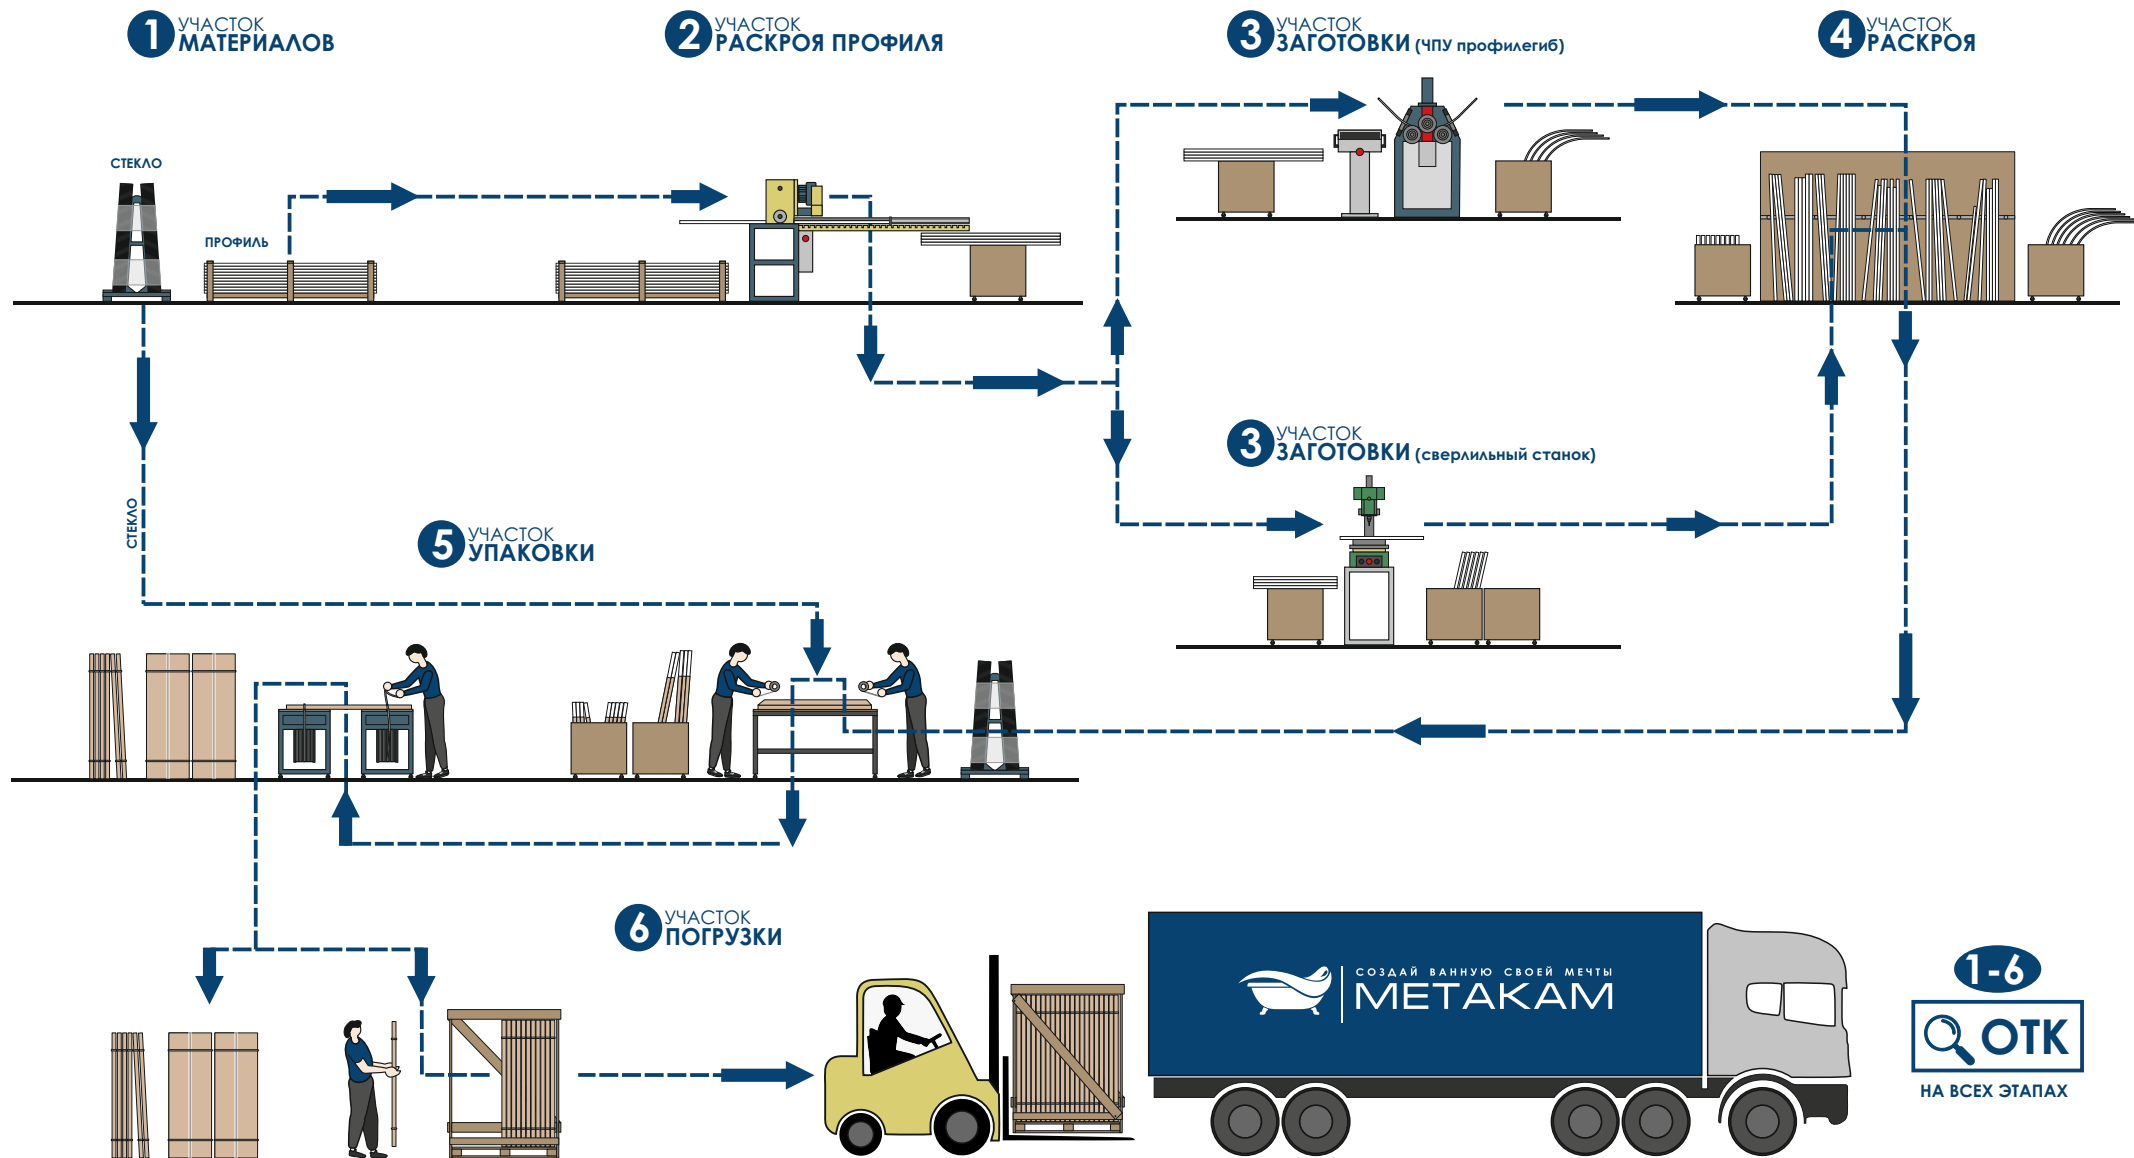 1 УЧАСТОК
МАТЕРИАЛОВ
2 УЧАСТОК
РАСКРОЯ ПРОФИЛЯ
3 УЧАСТОК
ЗАГОТОВКИ (ЧПУ профилегиб)
4 УЧАСТОК
РАСКРОЯ
СТЕКЛО
ПРОФИЛЬ
3 УЧАСТОК
ЗАГОТОВКИ (сверлильный станок)
СТЕКЛО
5 УЧАСТОК
УПАКОВКИ
6 УЧАСТОК
ПОГРУЗКИ
СОЗДАЙ ВАННУЮ СВОЕЙ МЕЧТЫ
МЕТАКАМ
1-6
ОТК
НА ВСЕХ ЭТАПАХ